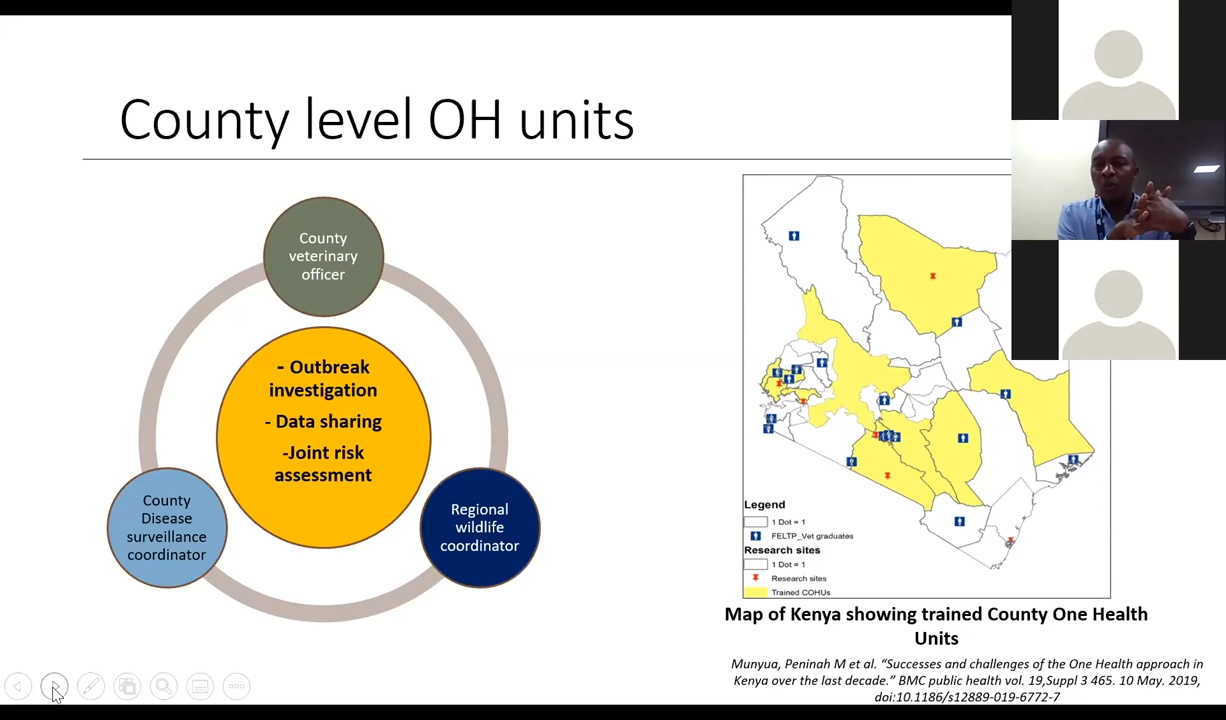 County level OH units
County
veterinary
officer
- Outbreak
investigation
- Data sharing
-Joint risk
assessment
County
Disease
surveillance
coordinator
Regional
wildlife
coordinator
Legend
1 Dot = 1
FELTP_Vet graduates
Research sites
1 Dot = 1
Research sites
Trained COHUs
Map of Kenya showing trained County One Health
Units
Munyua, Peninah M et al. “Successes and challenges of the One Health approach in
Kenya over the last decade.” BMC public health vol. 19,Suppl 3 465. 10 May. 2019,
doi:10.1186/s12889-019-6772-7